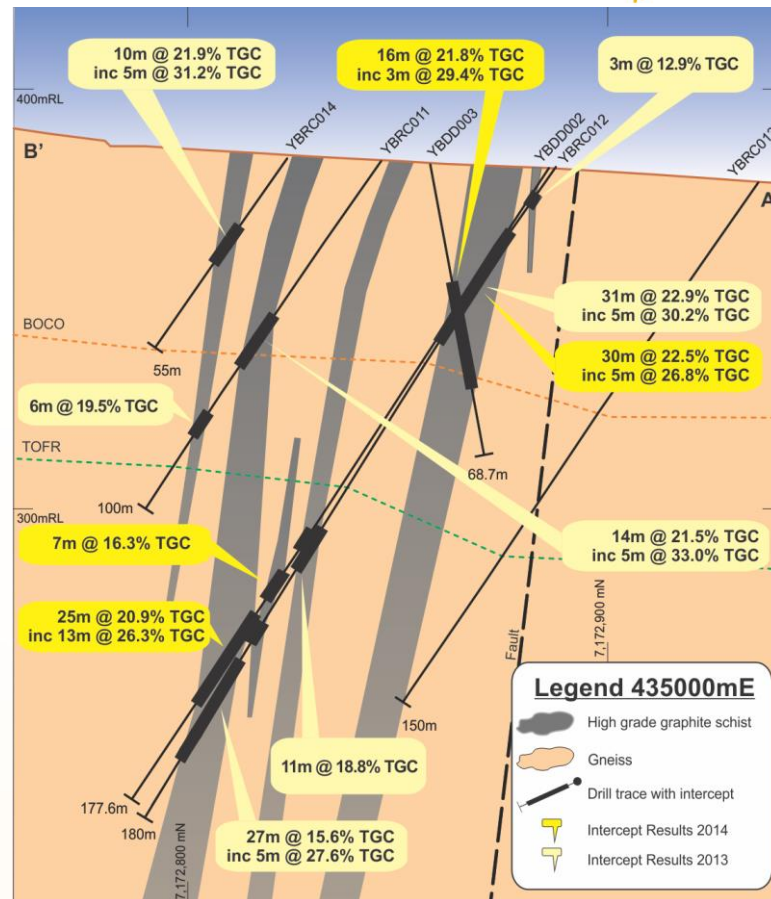 10m @ 21.9% TGC
inc 5m @ 31.2% TGC
16m @ 21.8% TGC
inc 3m @ 29.4% TGC
3m @ 12.9% TGC
400mRL
B'
YBRC014
YBRC011
YBDD003
YBDD002
YBRC012
A
31m @ 22.9% TGC
inc 5m @ 30.2% TGC
BOCO
55m
30m @ 22.5% TGC
inc 5m @ 26.8% TGC
6m @ 19.5% TGC
TOFR
68.7m
100m
300mRL
14m @ 21.5% TGC
inc 5m @ 33.0% TGC
7m @ 16.3% TGC
25m @ 20.9% TGC
inc 13m @ 26.3% TGC
7,172,900 mN
Fault
150m
11m @ 18.8% TGC
177.6m
180m
27m @ 15.6% TGC
inc 5m @ 27.6% TGC
7,172,800 mN
Legend 435000mE
High grade graphite schist
Gneiss
Drill trace with intercept
Intercept Results 2014
Intercept Results 2013